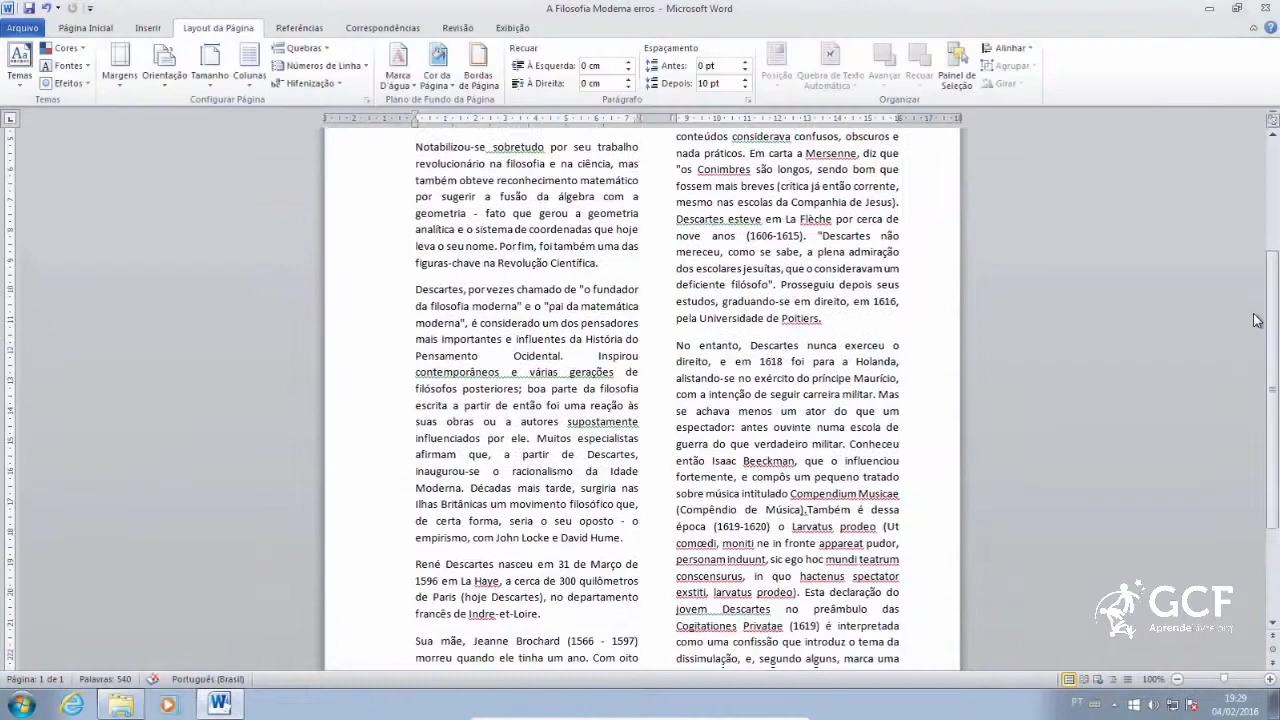 A Filosofia Moderna erros - Microsoft Word
Arquivo Página Inicial Inserir Layout da Página Referências Correspondências Revisão Exibição
Temas
Cores
Fontes
Efeitos
Temas
Margens Orientação Tamanho Colunas
Quebras
Números de Linha
Hifenização
Configurar Página
Marca D'água
Cor da Página
Bordas de Página
Plano de Fundo da Página
Recuar
À Esquerda: 0 cm
À Direita: 0 cm
Espaçamento
Antes: 0 pt
Depois: 10 pt
Parágrafo
Posição
Quebra de Texto Automática
Avançar
Recuar
Painel de Seleção
Alinhar
Agrupar
Girar
Organizar
Notabilizou-se sobretudo por seu trabalho
revolucionário na filosofia e na ciência, mas
também obteve reconhecimento matemático
por sugerir a fusão da álgebra com a
geometria - fato que gerou a geometria
analítica e o sistema de coordenadas que hoje
leva o seu nome. Por fim, foi também uma das
figuras-chave na Revolução Científica.
Descartes, por vezes chamado de "o fundador
da filosofia moderna" e o "pai da matemática
moderna", é considerado um dos pensadores
mais importantes e influentes da História do
Pensamento Ocidental. Inspirou
contemporâneos e várias gerações de
filósofos posteriores; boa parte da filosofia
escrita a partir de então foi uma reação às
suas obras ou a autores supostamente
influenciados por ele. Muitos especialistas
afirmam que, a partir de Descartes,
inaugurou-se o racionalismo da Idade
Moderna. Décadas mais tarde, surgiria nas
Ilhas Britânicas um movimento filosófico que,
de certa forma, seria o seu oposto - o
empirismo, com John Locke e David Hume.
René Descartes nasceu em 31 de Março de
1596 em La Haye, a cerca de 300 quilômetros
de Paris (hoje Descartes), no departamento
francês de Indre-et-Loire.
Sua mãe, Jeanne Brochard (1566 - 1597)
morreu quando ele tinha um ano. Com oito
conteúdos considerava confusos, obscuros e
nada práticos. Em carta a Mersenne, diz que
"os Conimbres são longos, sendo bom que
fossem mais breves (crítica já então corrente,
mesmo nas escolas da Companhia de Jesus).
Descartes esteve em La Flèche por cerca de
nove anos (1606-1615). "Descartes não
mereceu, como se sabe, a plena admiração
dos escolares jesuítas, que o consideravam um
deficiente filósofo". Prosseguiu depois seus
estudos, graduando-se em direito, em 1616,
pela Universidade de Poitiers.
No entanto, Descartes nunca exerceu o
direito, e em 1618 foi para a Holanda,
alistando-se no exército do príncipe Maurício,
com a intenção de seguir carreira militar. Mas
se achava menos um ator do que um
espectador: antes ouvinte numa escola de
guerra do que verdadeiro militar. Conheceu
então Isaac Beeckman, que o influenciou
fortemente, e compôs um pequeno tratado
sobre música intitulado Compendium Musicae
(Compêndio de Música).Também é dessa
época (1619-1620) o Larvatus prodeo (Ut
comœdi, moniti ne in fronte appareat pudor,
personam induunt, sic ego hoc mundi teatrum
conscensurus, in quo hactenus spectator
exstiti, larvatus prodeo). Esta declaração do
jovem Descartes no preâmbulo das
Cogitationes Privatae (1619) é interpretada
como uma confissão que introduz o tema da
dissimulação, e, segundo alguns, marca uma
GCF
Aprendelivre.org
Página: 1 de 1 Palavras: 540 Português (Brasil) 100%
PT 19:29
04/02/2016